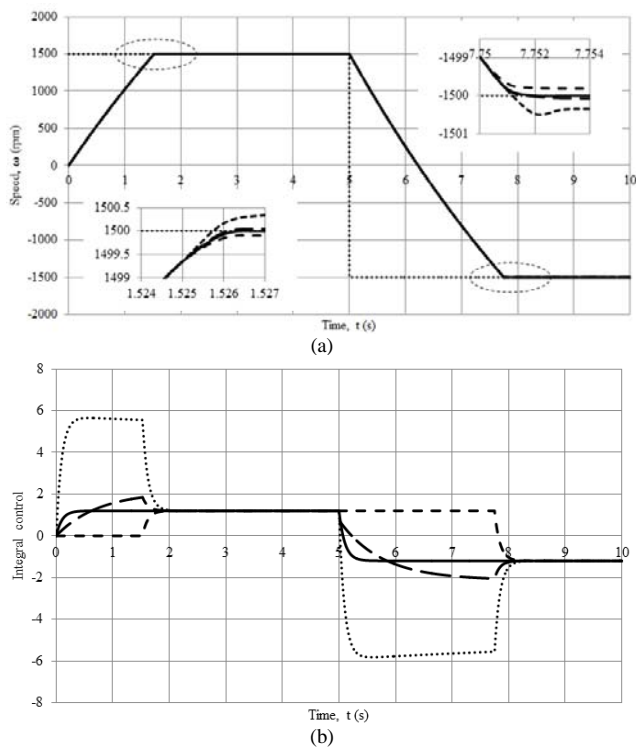 2000
1500
1000
500
0
-500
-1000
-1500
-2000
Speed, ω (rpm)
0 1 2 3 4 5 6 7 8 9 10
7.75 7.752 7.754
-1499
-1500
-1501
1500.5
1500
1499.5
1499
1.524 1.525 1.526 1.527
Time, t (s)
(a)
8
6
4
2
0
-2
-4
-6
-8
Integral control
0 1 2 3 4 5 6 7 8 9 10
Time, t (s)
(b)